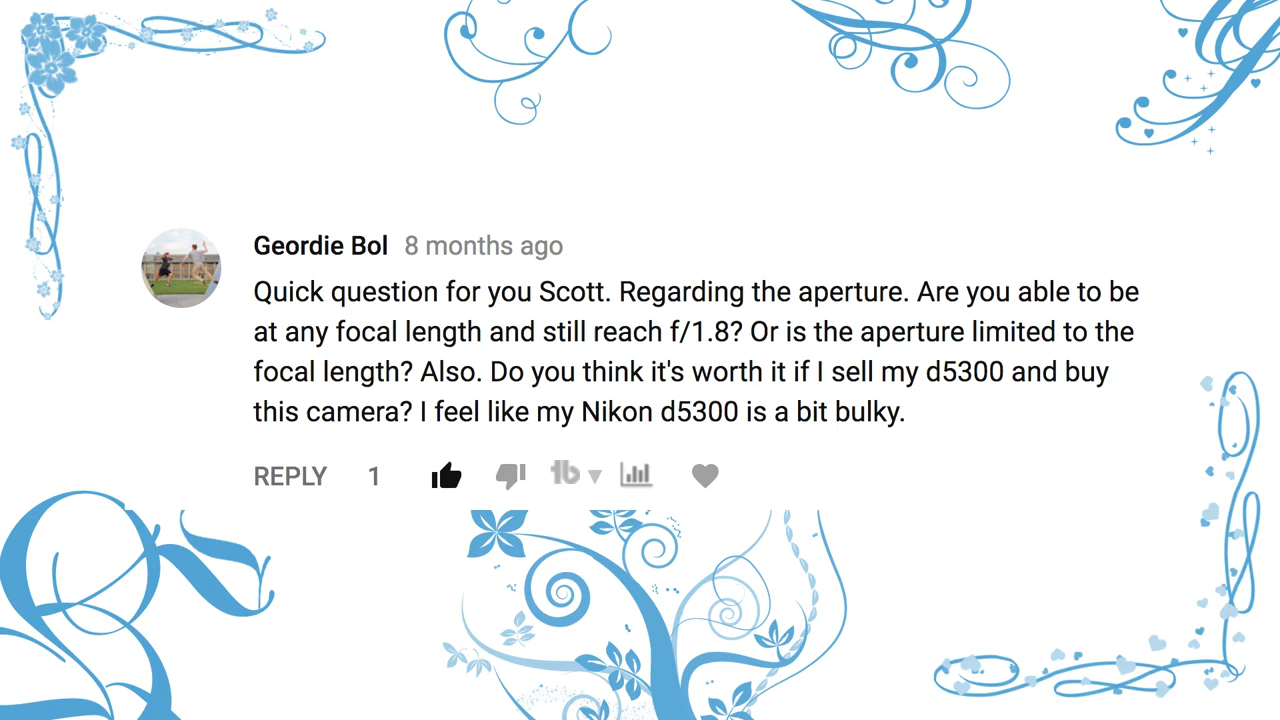 Geordie Bol 8 months ago
Quick question for you Scott. Regarding the aperture. Are you able to be
at any focal length and still reach f/1.8? Or is the aperture limited to the
focal length? Also. Do you think it's worth it if I sell my d5300 and buy
this camera? I feel like my Nikon d5300 is a bit bulky.
REPLY 1 tb